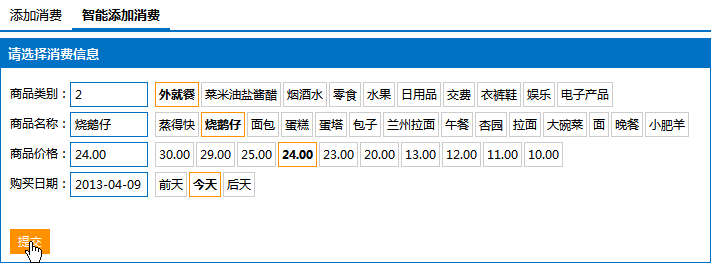 添加消费 智能添加消费
请选择消费信息
商品类别： 2 外就餐 菜米油盐酱醋 烟酒水 零食 水果 日用品 交费 衣裤鞋 娱乐 电子产品
商品名称： 烧鹅仔 蒸得快 烧鹅仔 面包 蛋糕 蛋塔 包子 兰州拉面 午餐 杏园 拉面 大碗菜 面 晚餐 小肥羊
商品价格： 24.00 30.00 29.00 25.00 24.00 23.00 20.00 13.00 12.00 11.00 10.00
购买日期： 2013-04-09 前天 今天 后天
提交